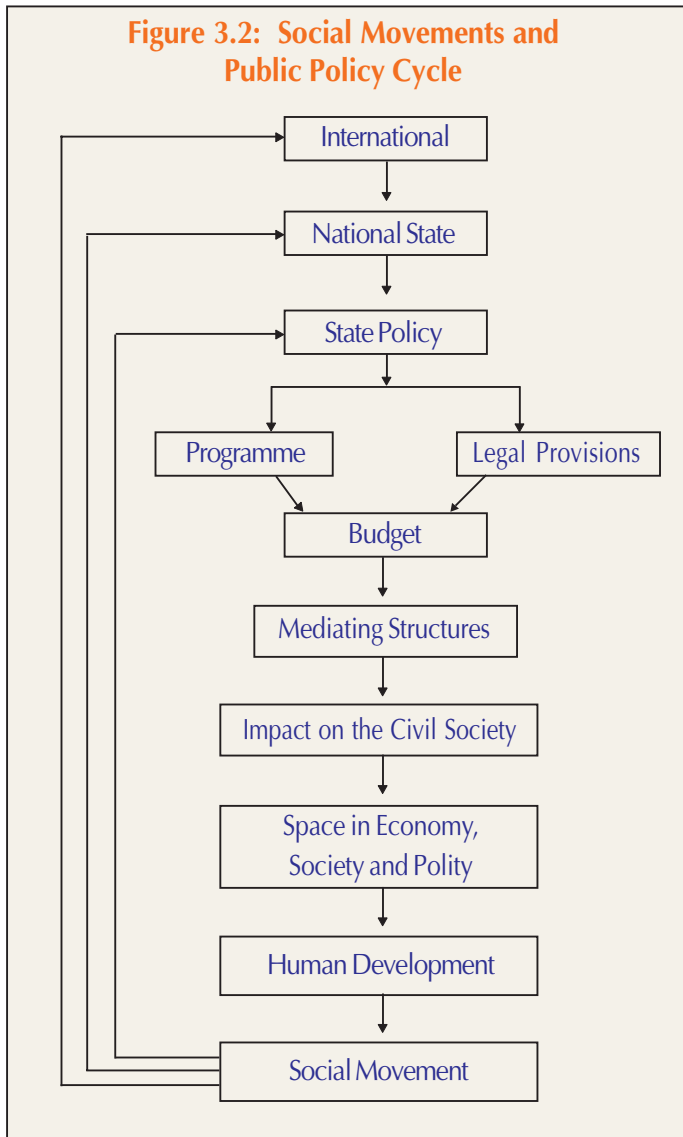 Figure 3.2: Social Movements and
Public Policy Cycle
International
National State
State Policy
Programme
Legal Provisions
Budget
Mediating Structures
Impact on the Civil Society
Space in Economy,
Society and Polity
Human Development
Social Movement